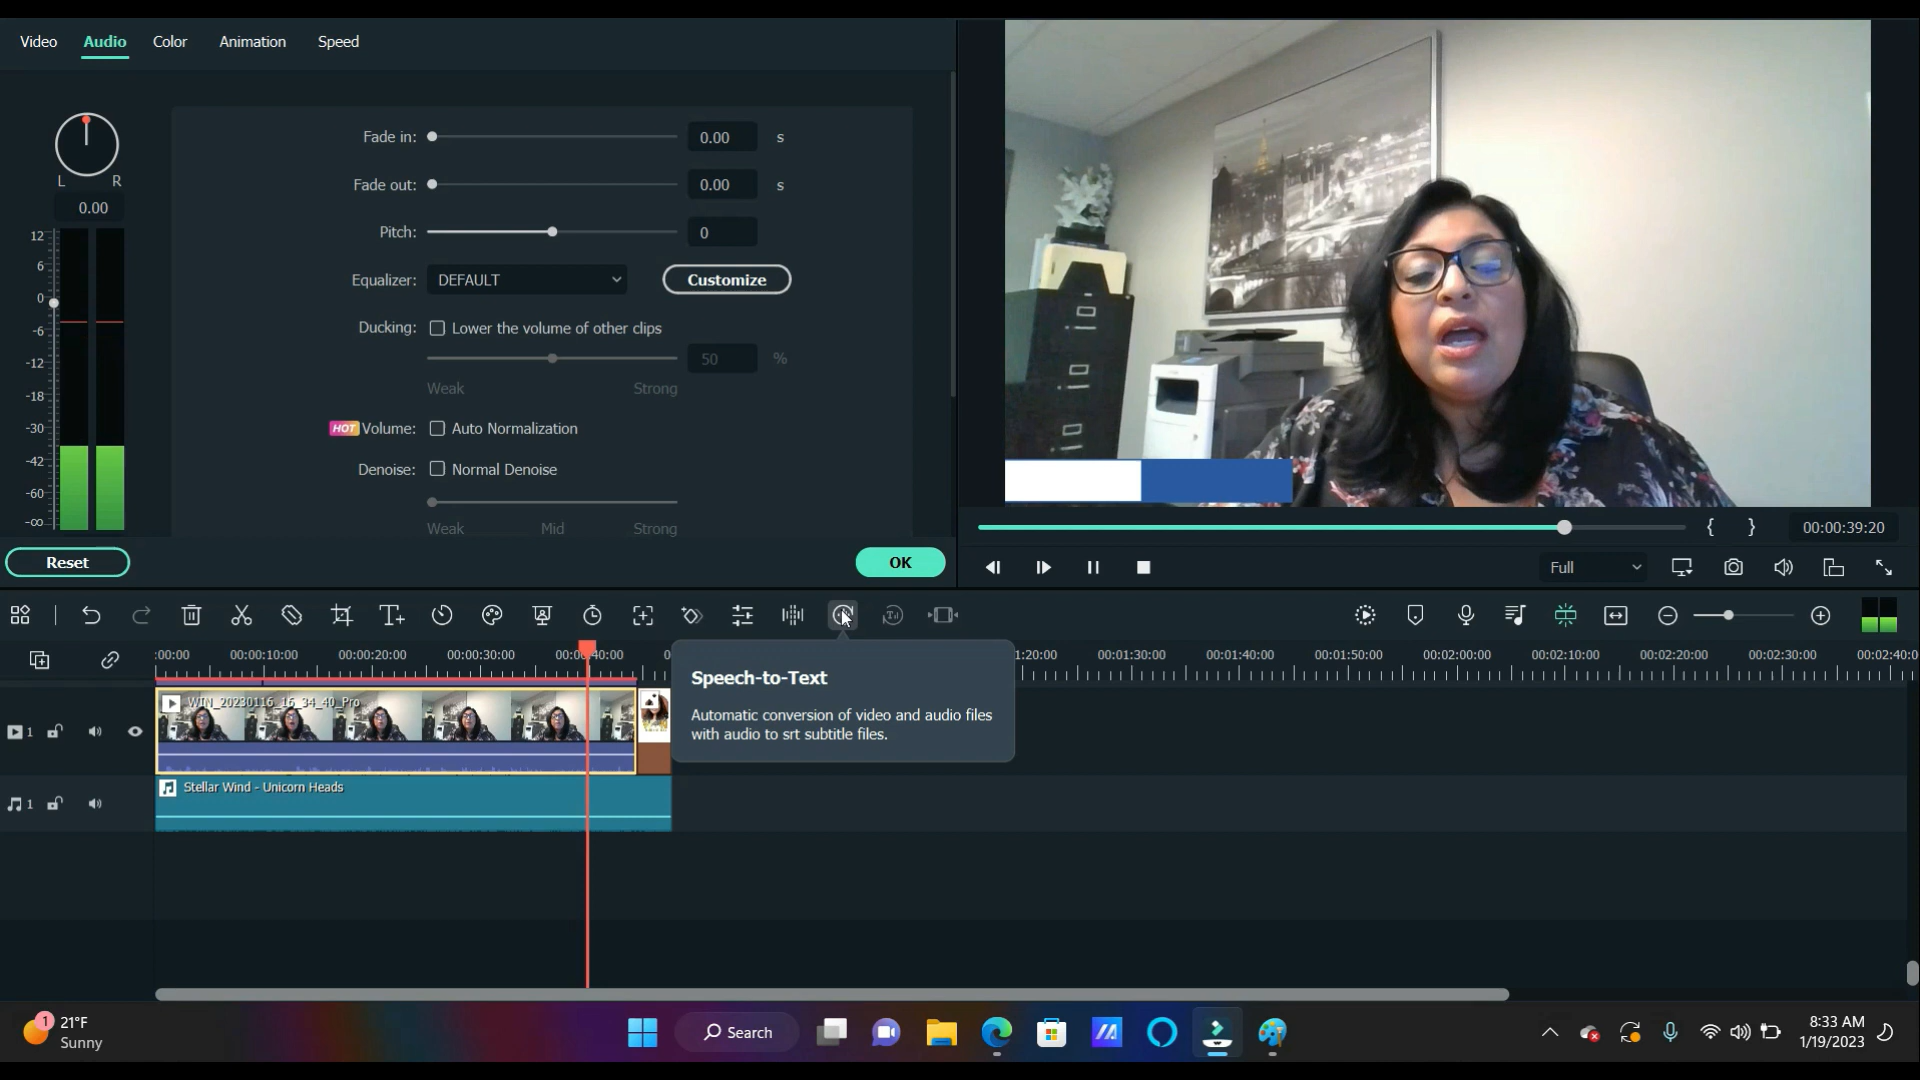 Video Audio Color Animation Speed
Fade in: 0.00 s
Fade out: 0.00 s
L R
0.00
Pitch: 0
Equalizer: DEFAULT Customize
Ducking: Lower the volume of other clips
50 %
Weak Strong
HOT Volume: Auto Normalization
Denoise: Normal Denoise
Weak Mid Strong
12
6
0
-6
-12
-18
-30
-42
-60
-∞
Reset OK
{ } 00:00:39:20
Full
:00:00 00:00:10:00 00:00:20:00 00:00:30:00 00:00:40:00 0 1:20:00 00:01:30:00 00:01:40:00 00:01:50:00 00:02:00:00 00:02:10:00 00:02:20:00 00:02:30:00 00:02:40:0
Speech-to-Text
Automatic conversion of video and audio files
with audio to srt subtitle files.
1 WIN_20230116_16_34_40_Pro
1 Stellar Wind - Unicorn Heads
1 21°F
Sunny
Search
8:33 AM
1/19/2023